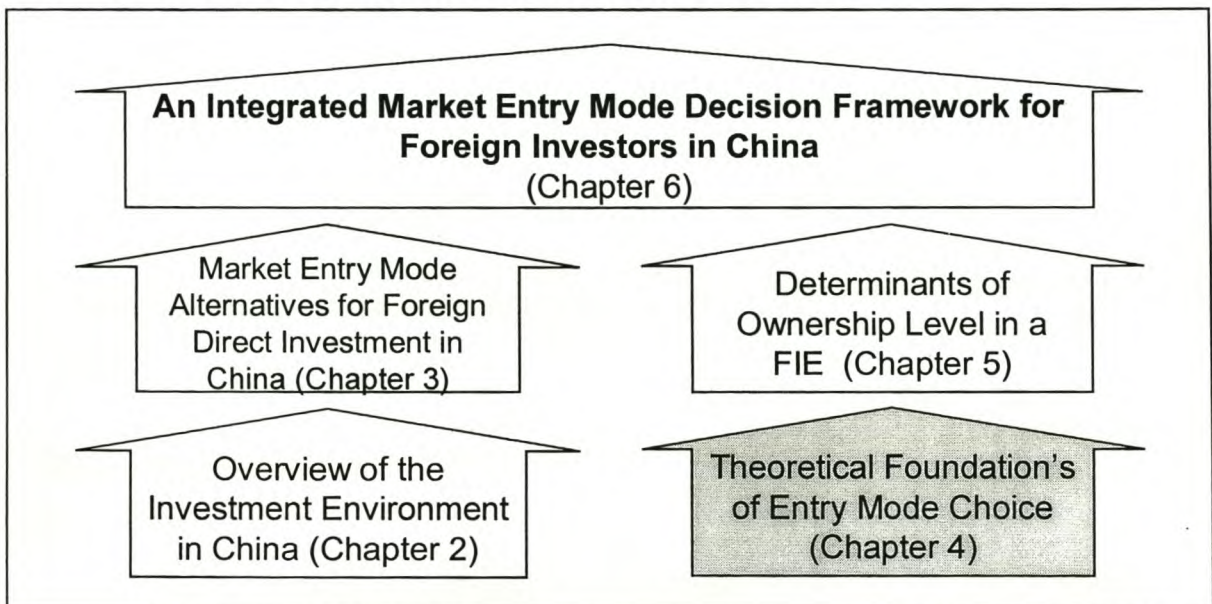 An Integrated Market Entry Mode Decision Framework for
Foreign Investors in China
(Chapter 6)
Market Entry Mode
Alternatives for Foreign
Direct Investment in
China (Chapter 3)
Determinants of
Ownership Level in a
FIE (Chapter 5)
Overview of the
Investment Environment
in China (Chapter 2)
Theoretical Foundation's
of Entry Mode Choice
(Chapter 4)